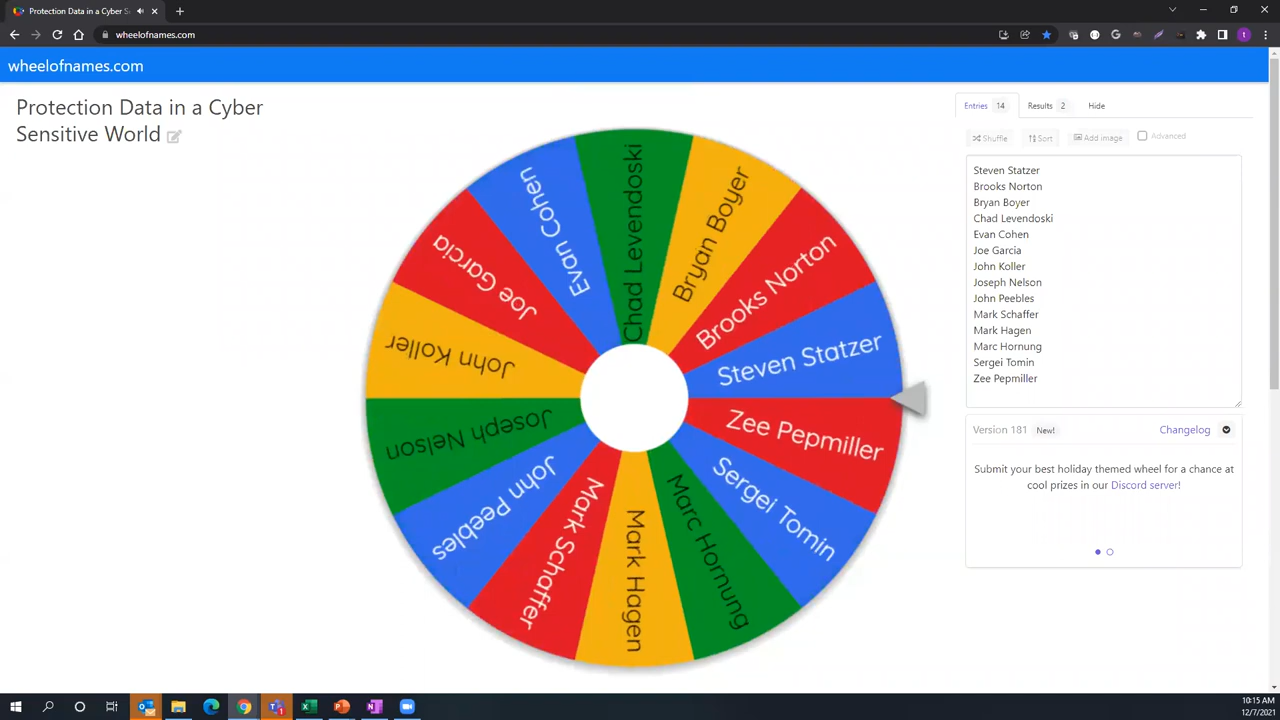 Protection Data in a Cyber S
wheelofnames.com
wheelofnames.com
Protection Data in a Cyber
Sensitive World
Entries 14
Results 2
Hide
Shuffle
Sort
Add image
Advanced
Steven Statzer
Brooks Norton
Bryan Boyer
Chad Levendoski
Evan Cohen
Joe Garcia
John Koller
Joseph Nelson
John Peebles
Mark Schaffer
Mark Hagen
Marc Hornung
Sergei Tomin
Zee Pepmiller
Chad Levendoski
Bryan Boyer
Brooks Norton
Steven Statzer
Zee Pepmiller
Sergei Tomin
Marc Hornung
Mark Hagen
Mark Schaffer
John Peebles
Joseph Nelson
John Koller
Joe Garcia
Evan Cohen
Version 181 New!
Changelog
Submit your best holiday themed wheel for a chance at
cool prizes in our Discord server!
10:15 AM
12/7/2021